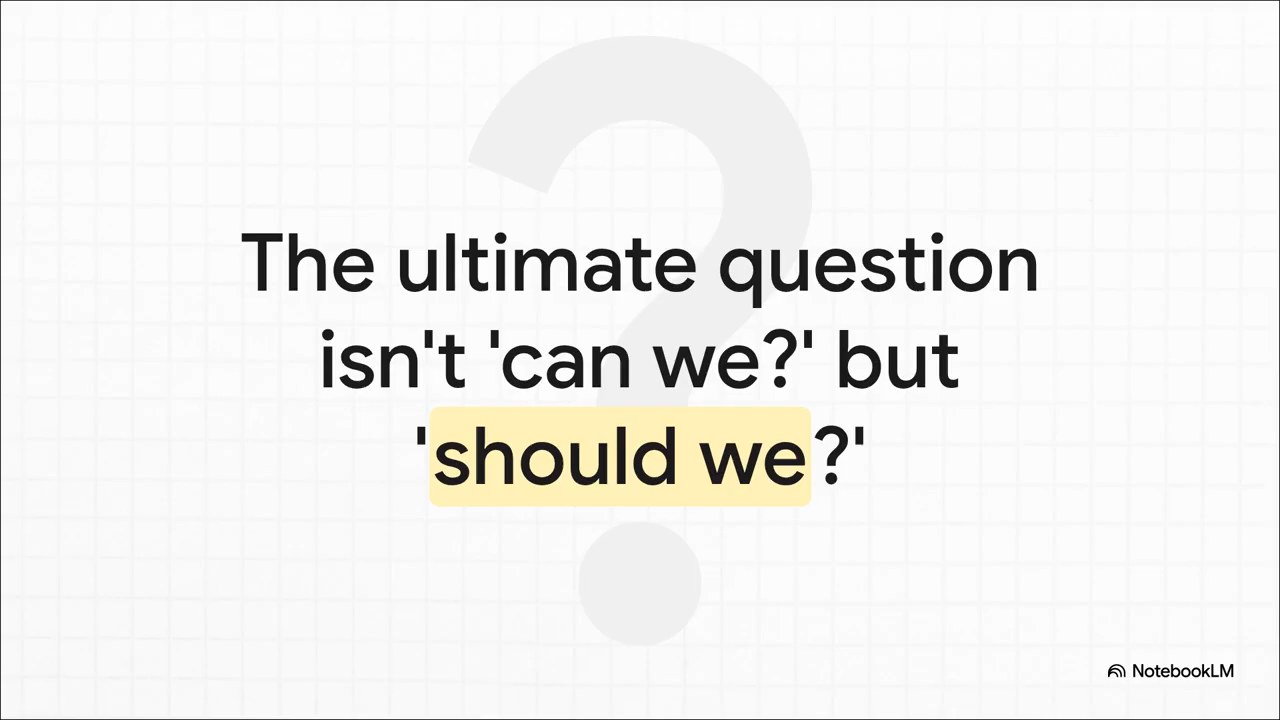 The ultimate question
isn't 'can we?' but
'should we?'
NotebookLM